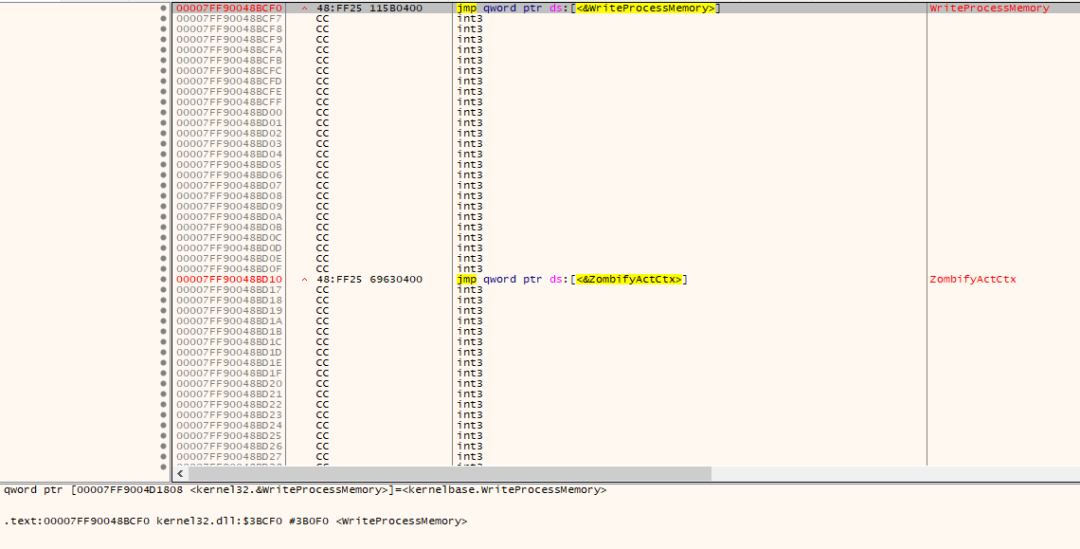 00007FF90048BCF0 48:FF25 115B0400 jmp qword ptr ds:[<&WriteProcessMemory>] WriteProcessMemory
00007FF90048BCF7 CC int3
00007FF90048BCF8 CC int3
00007FF90048BCF9 CC int3
00007FF90048BCFA CC int3
00007FF90048BCFB CC int3
00007FF90048BCFC CC int3
00007FF90048BCFD CC int3
00007FF90048BCFE CC int3
00007FF90048BCFF CC int3
00007FF90048BD00 CC int3
00007FF90048BD01 CC int3
00007FF90048BD02 CC int3
00007FF90048BD03 CC int3
00007FF90048BD04 CC int3
00007FF90048BD05 CC int3
00007FF90048BD06 CC int3
00007FF90048BD07 CC int3
00007FF90048BD08 CC int3
00007FF90048BD09 CC int3
00007FF90048BD0A CC int3
00007FF90048BD0B CC int3
00007FF90048BD0C CC int3
00007FF90048BD0D CC int3
00007FF90048BD0E CC int3
00007FF90048BD0F CC int3
00007FF90048BD10 48:FF25 69630400 jmp qword ptr ds:[<&ZombifyActCtx>] ZombifyActCtx
00007FF90048BD17 CC int3
00007FF90048BD18 CC int3
00007FF90048BD19 CC int3
00007FF90048BD1A CC int3
00007FF90048BD1B CC int3
00007FF90048BD1C CC int3
00007FF90048BD1D CC int3
00007FF90048BD1E CC int3
00007FF90048BD1F CC int3
00007FF90048BD20 CC int3
00007FF90048BD21 CC int3
00007FF90048BD22 CC int3
00007FF90048BD23 CC int3
00007FF90048BD24 CC int3
00007FF90048BD25 CC int3
00007FF90048BD26 CC int3
00007FF90048BD27 CC int3
qword ptr [00007FF9004D1808 <kernel32.&WriteProcessMemory>]=<kernelbase.WriteProcessMemory>
.text:00007FF90048BCF0 kernel32.dll:$3BCF0 #3B0F0 <WriteProcessMemory>